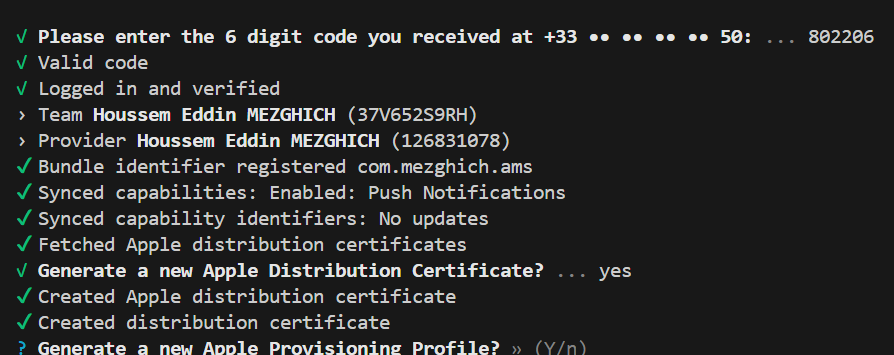 ✓ Please enter the 6 digit code you received at +33 •• •• •• •• 50: ... 802206
✓ Valid code
✓ Logged in and verified
› Team Houssem Eddin MEZGHICH (37V652S9RH)
› Provider Houssem Eddin MEZGHICH (126831078)
✓ Bundle identifier registered com.mezghich.ams
✓ Synced capabilities: Enabled: Push Notifications
✓ Synced capability identifiers: No updates
✓ Fetched Apple distribution certificates
✓ Generate a new Apple Distribution Certificate? ... yes
✓ Created Apple distribution certificate
✓ Created distribution certificate
? Generate a new Apple Provisioning Profile? » (Y/n)